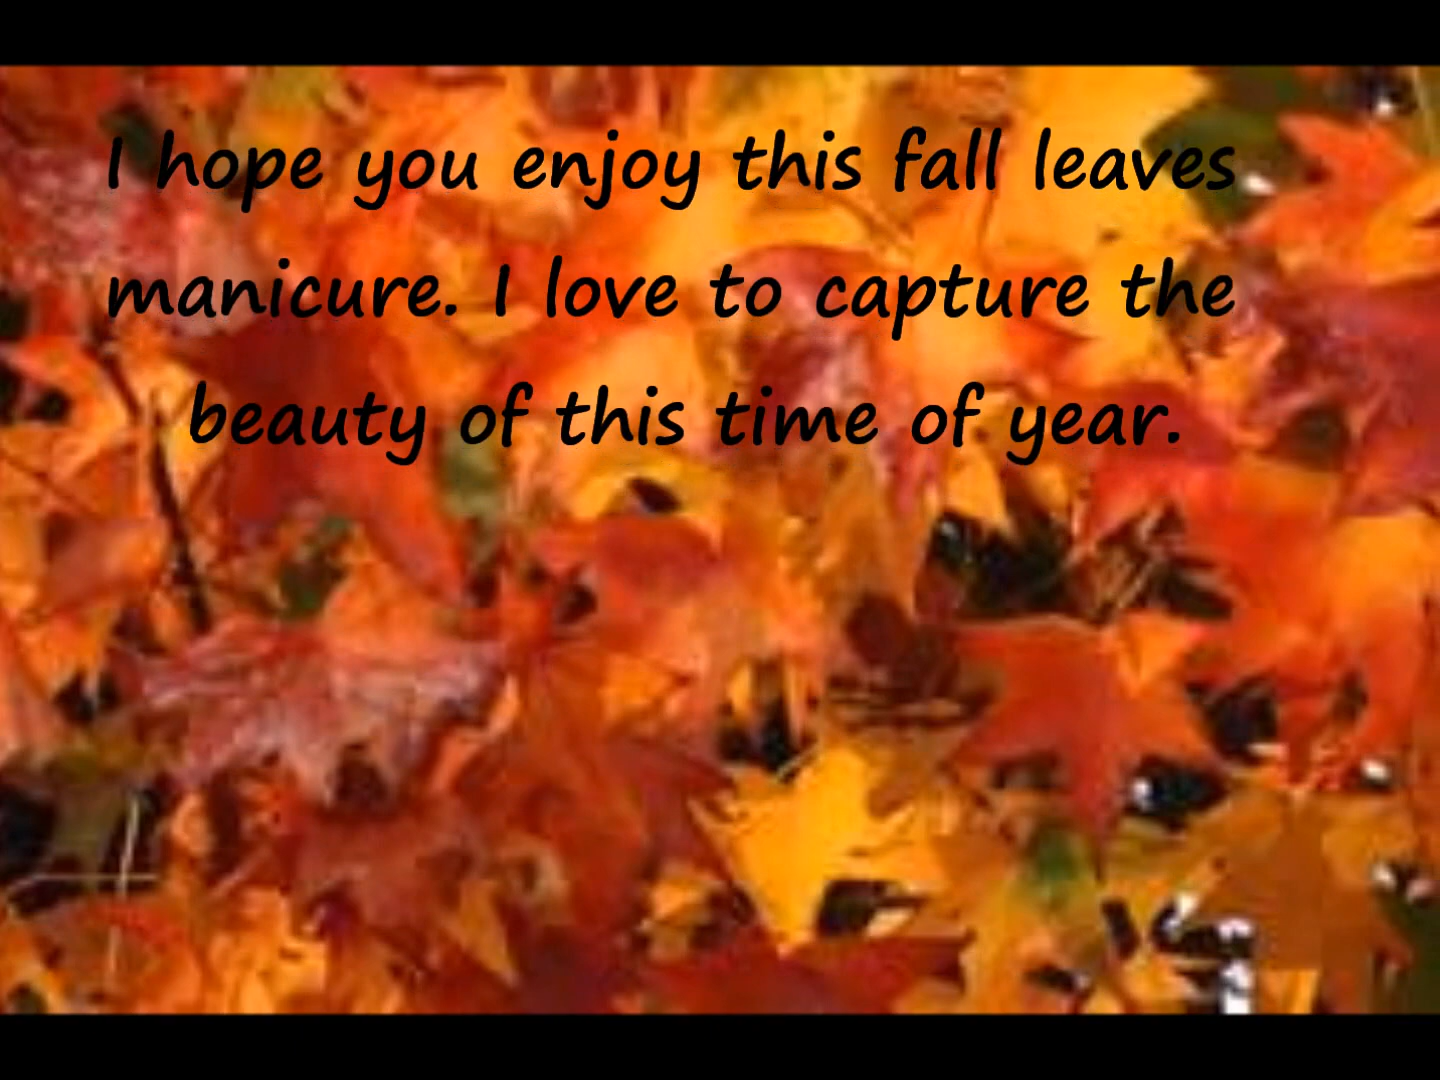 I hope you enjoy this fall leaves
manicure. I love to capture the
beauty of this time of year.